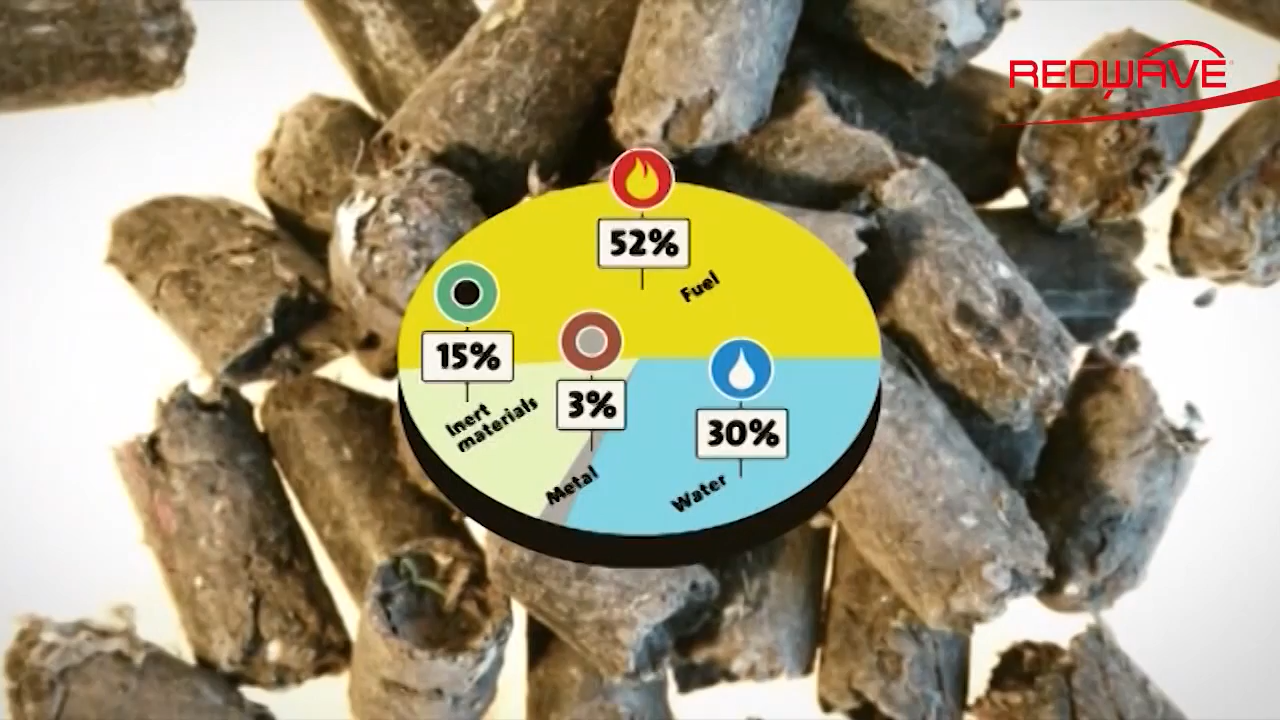 REDWAVE
52%
Fuel
15%
Inert
materials
3%
Metal
30%
Water